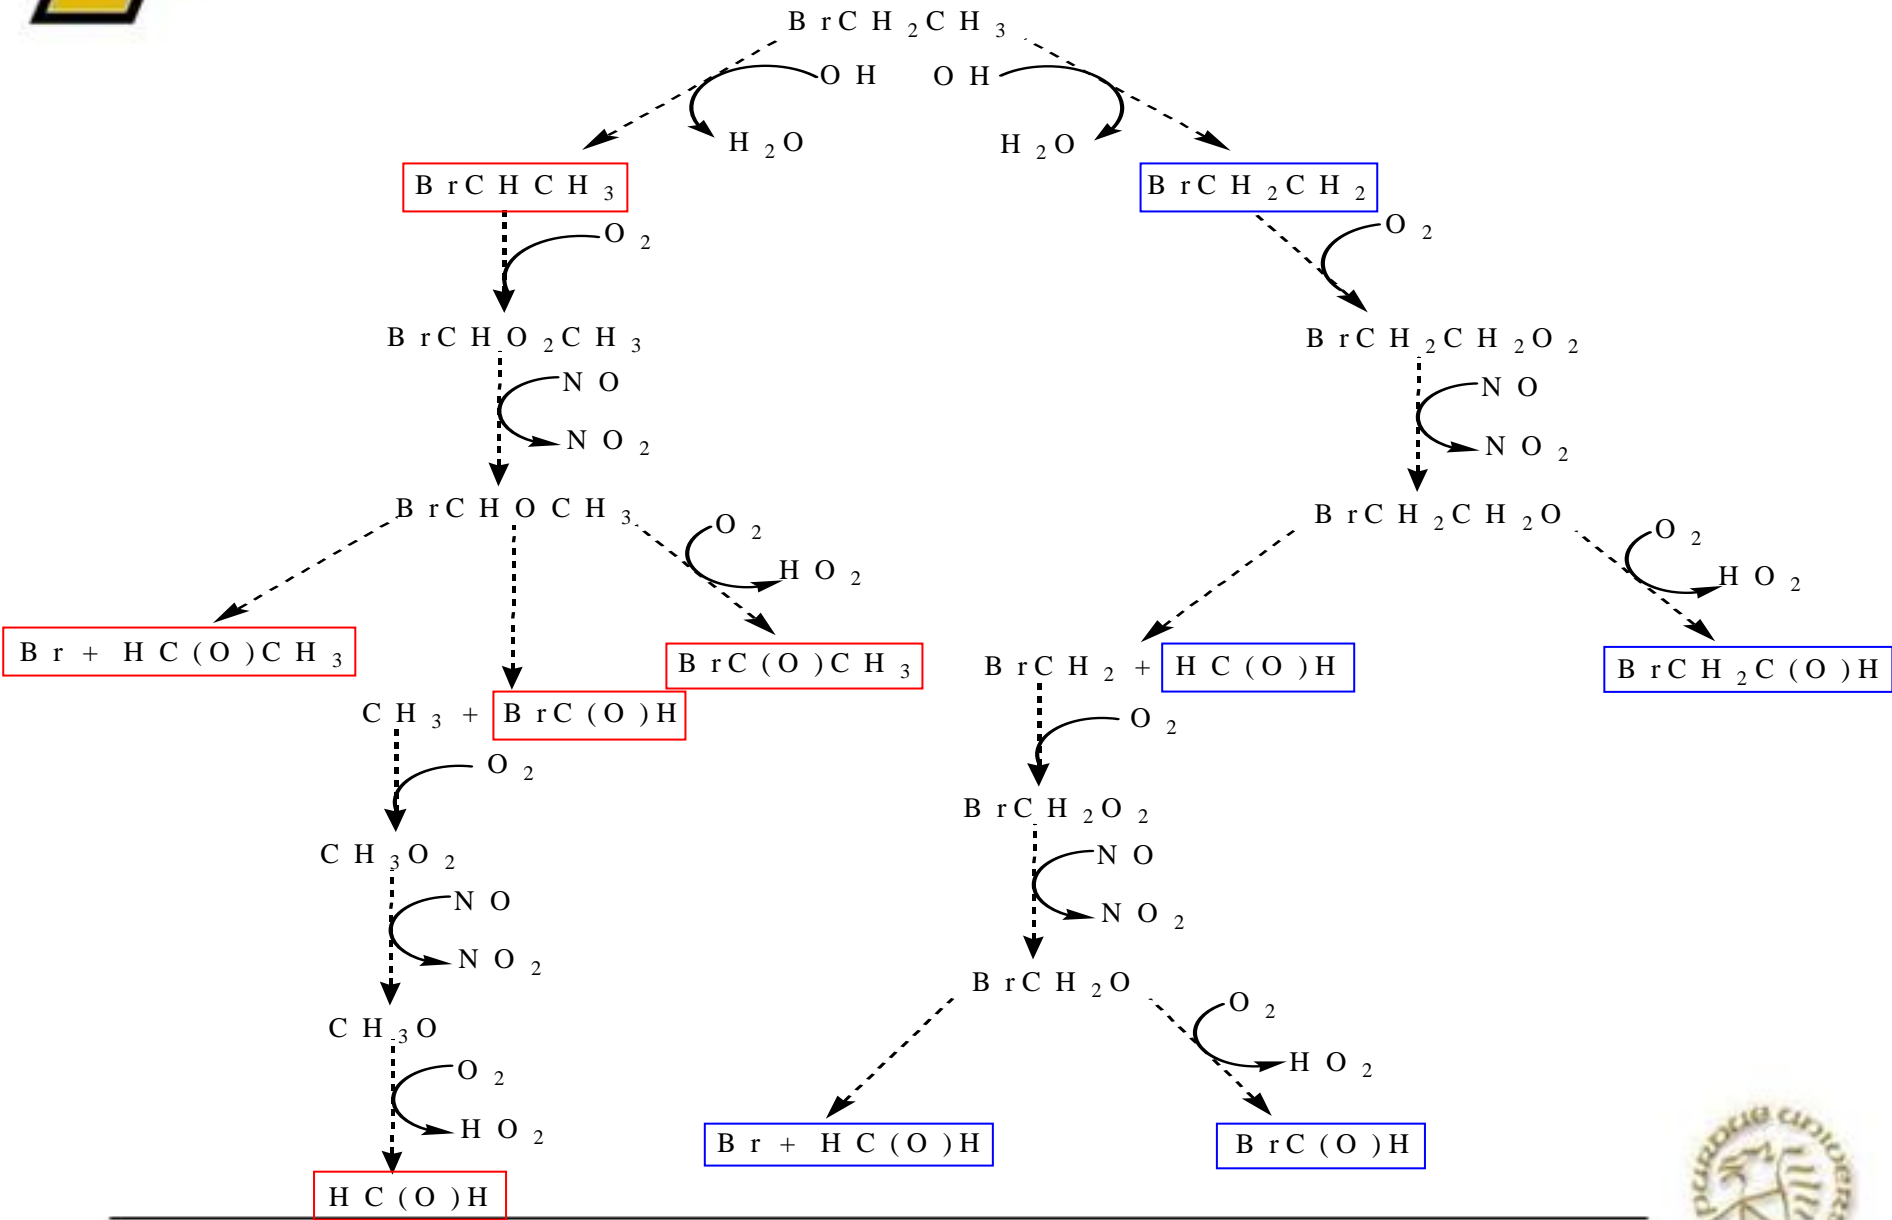 BrCH2CH3
OH OH
H2O H2O
BrCHCH3 BrCH2CH2
O2 O2
BrCHO2CH3 BrCH2CH2O2
NO NO
NO2 NO2
BrCHOCH3 BrCH2CH2O
O2 O2
HO2 HO2
Br + HC(O)CH3 BrC(O)CH3 BrCH2 + HC(O)H BrCH2C(O)H
CH3 + BrC(O)H O2
O2
BrCH2O2
CH3O2 NO
NO NO2
NO2 BrCH2O
CH3O O2
O2 HO2
HO2 Br + HC(O)H BrC(O)H
HC(O)H